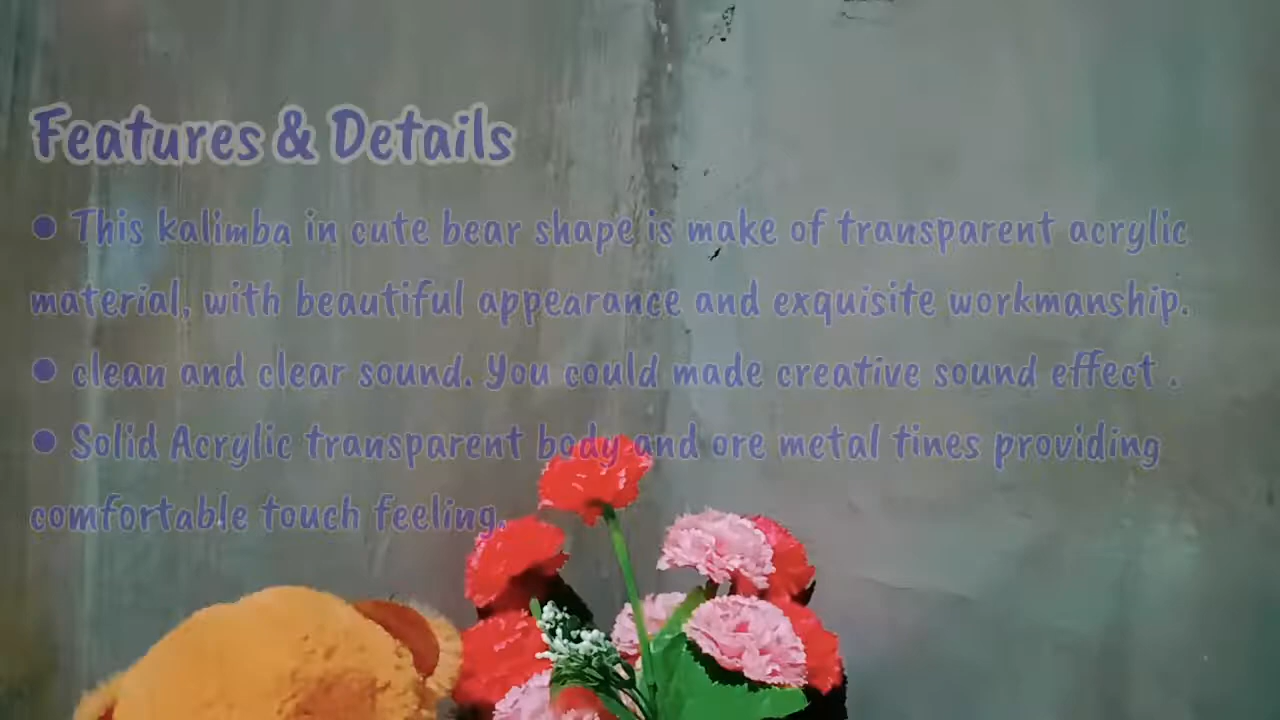 Features & Details
● This kalimba in cute bear shape is make of transparent acrylic
material, with beautiful appearance and exquisite workmanship.
● clean and clear sound. You could made creative sound effect .
● Solid Acrylic transparent body and ore metal tines providing
comfortable touch feeling.